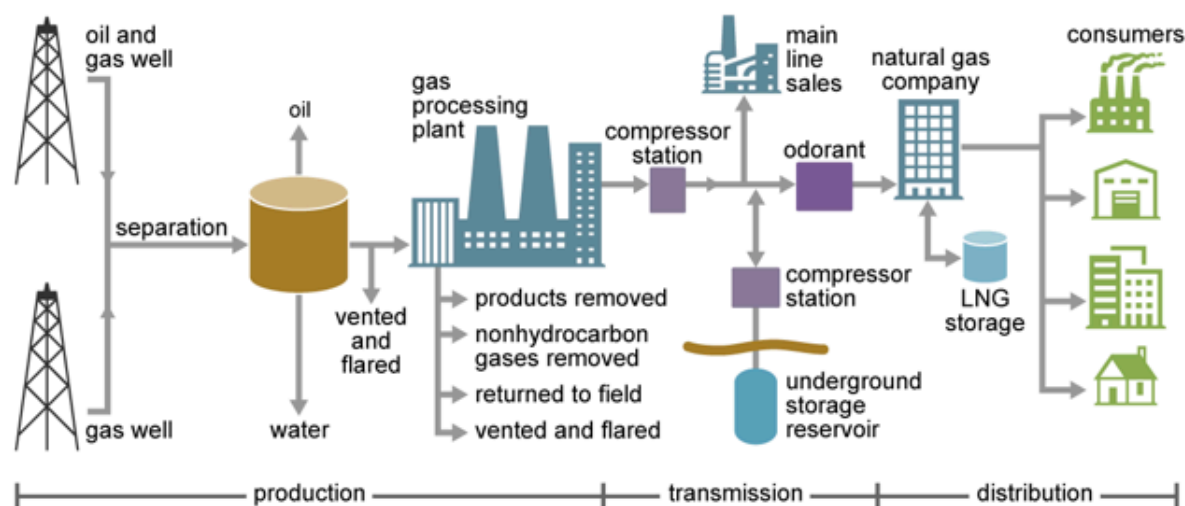 oil and
gas well
oil
separation
gas well
water
vented
and
flared
gas
processing
plant
products removed
nonhydrocarbon
gases removed
returned to field
vented and flared
compressor
station
main
line
sales
odorant
compressor
station
underground
storage
reservoir
natural gas
company
LNG
storage
consumers
production
transmission
distribution